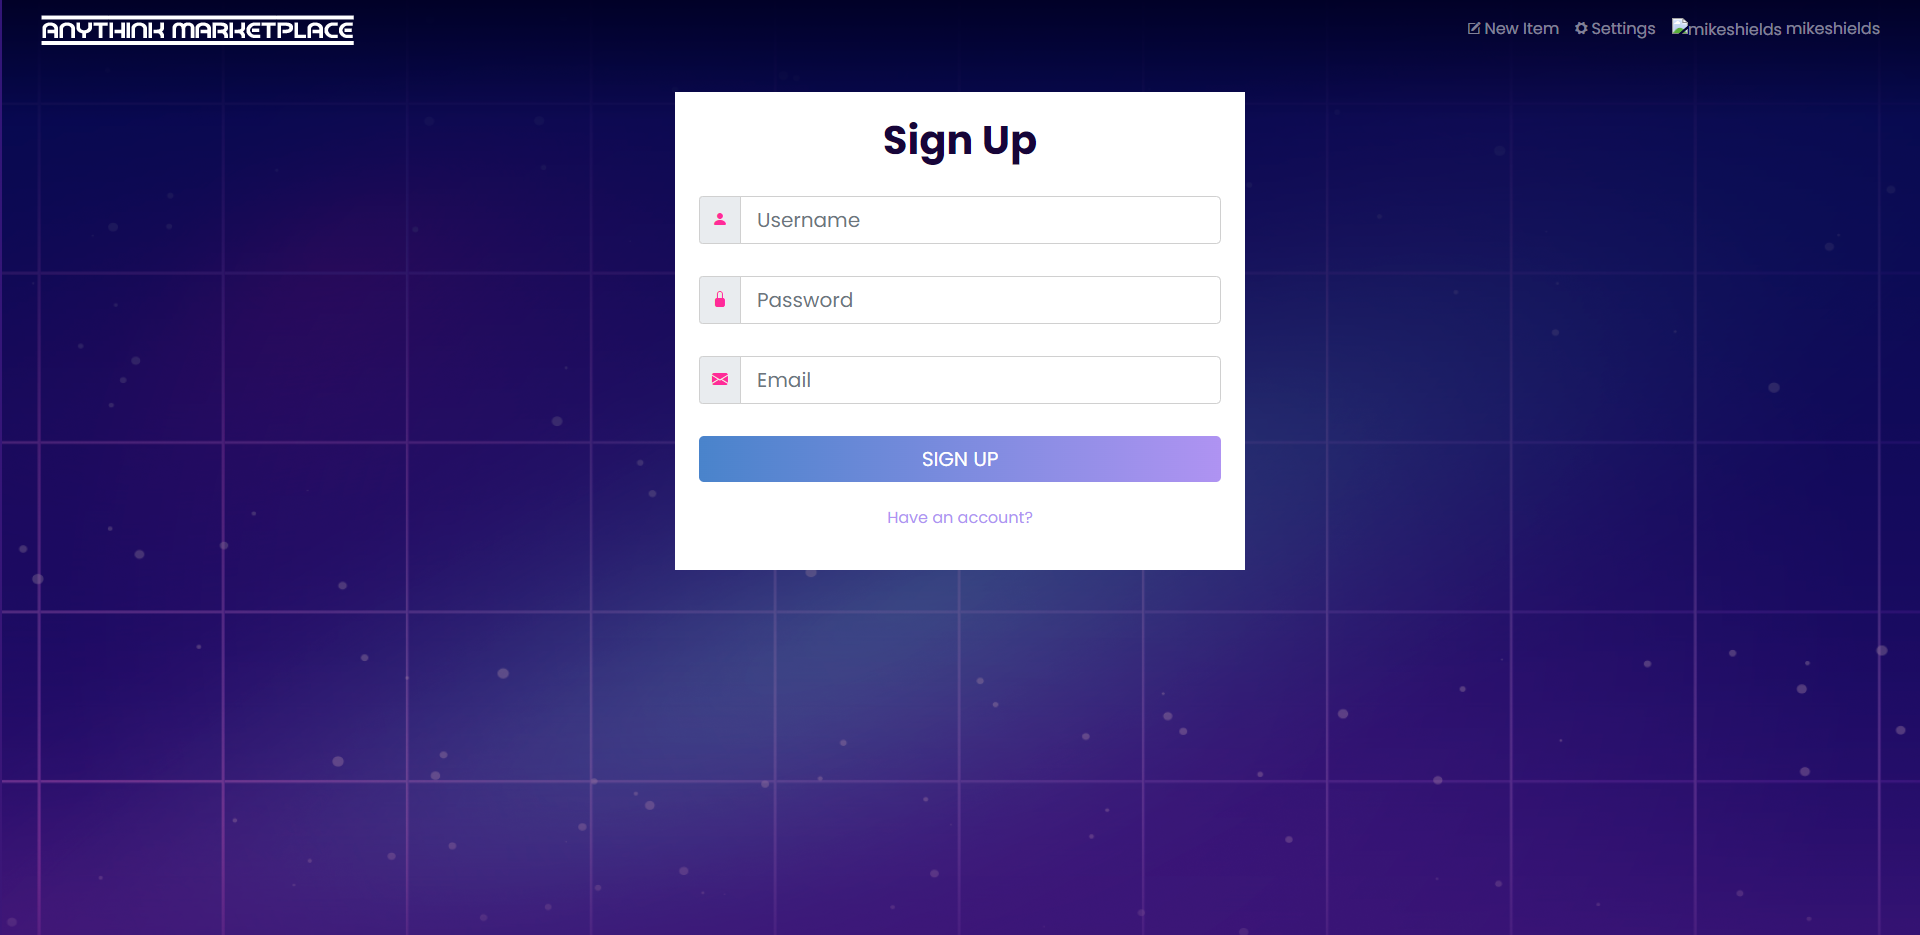 ANYTHINK MARKETPLACE
New Item Settings mikeshields mikeshields
Sign Up
Username
Password
Email
SIGN UP
Have an account?